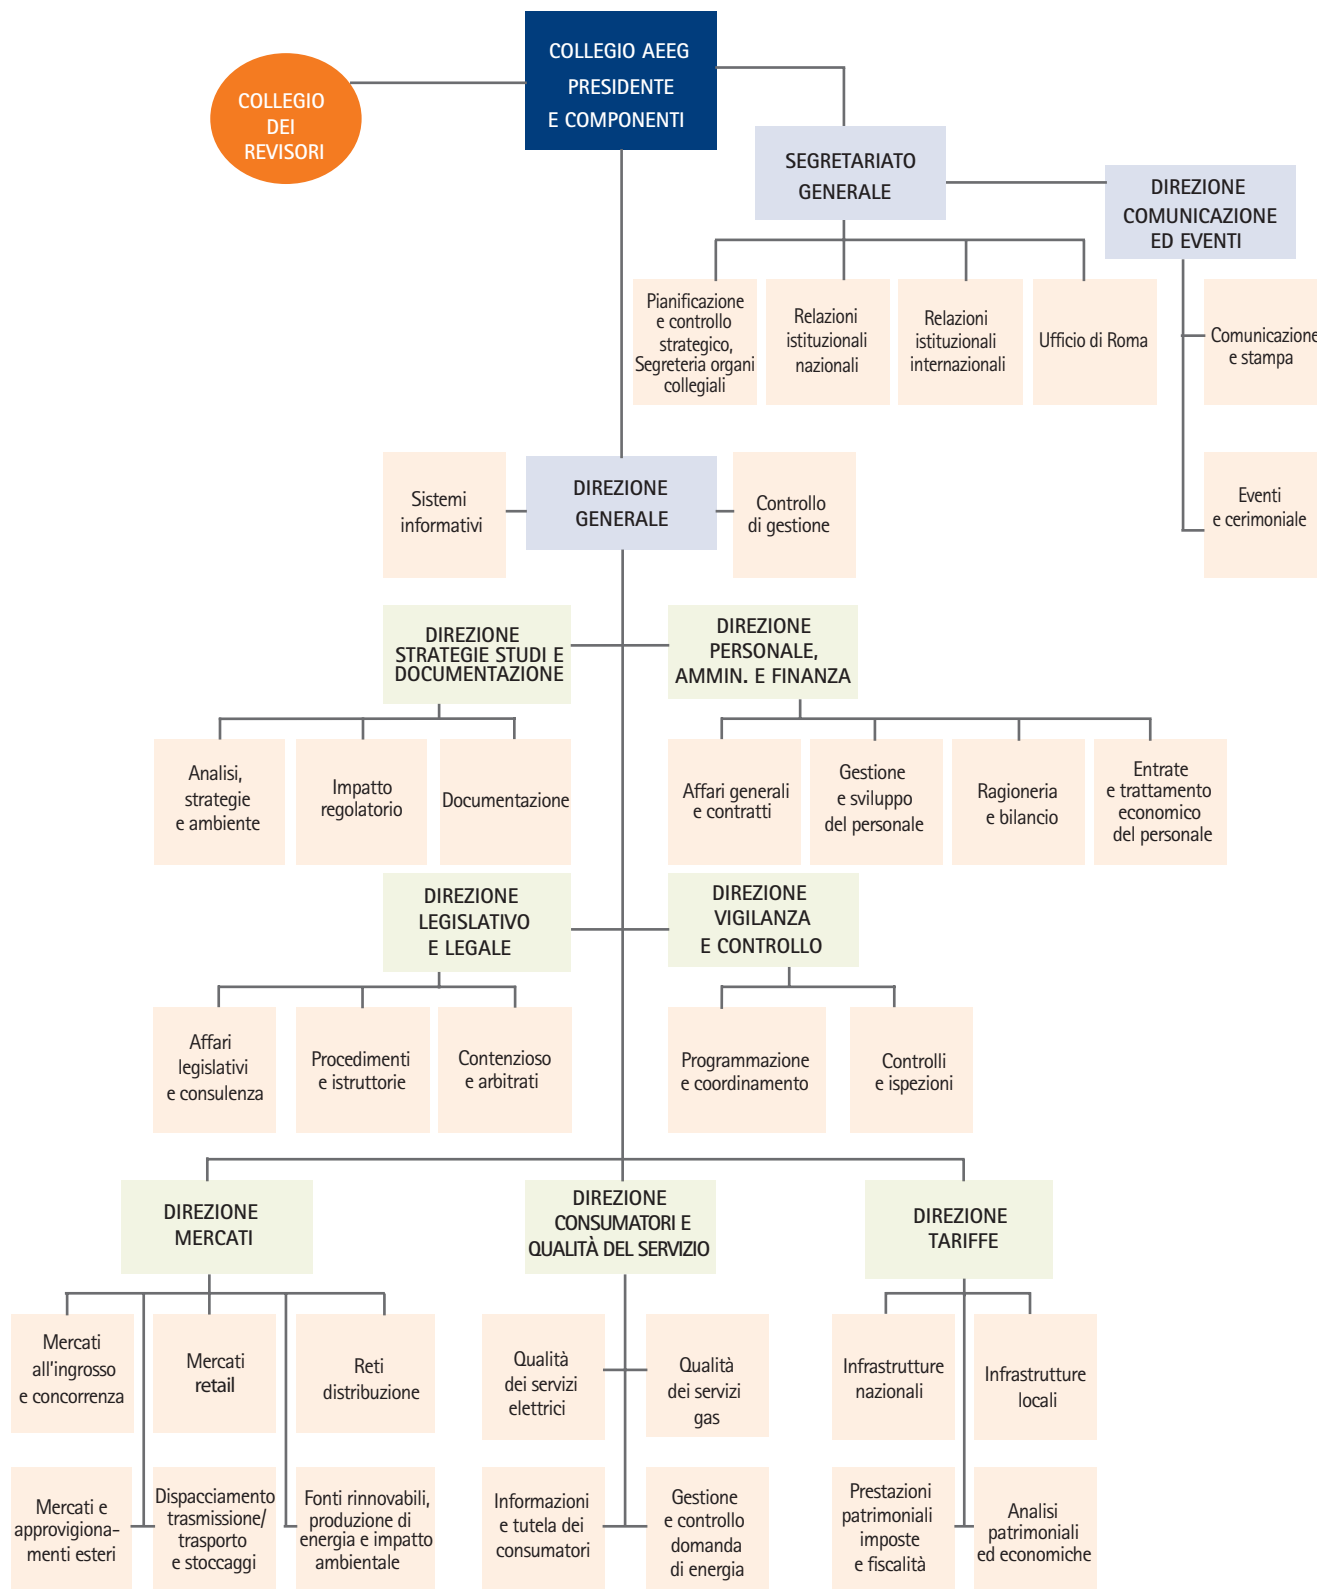 COLLEGIO AEEG
PRESIDENTE
E COMPONENTI
COLLEGIO
DEI
REVISORI
SEGRETARIATO
GENERALE
DIREZIONE
COMUNICAZIONE
ED EVENTI
Pianificazione
e controllo
strategico,
Segreteria organi
collegiali
Relazioni
istituzionali
nazionali
Relazioni
istituzionali
internazionali
Ufficio di Roma
Comunicazione
e stampa
Eventi
e cerimoniale
Sistemi
informativi
DIREZIONE
GENERALE
Controllo
di gestione
DIREZIONE
STRATEGIE STUDI E
DOCUMENTAZIONE
DIREZIONE
PERSONALE,
AMMIN. E FINANZA
Analisi,
strategie
e ambiente
Impatto
regolatorio
Documentazione
Affari generali
e contratti
Gestione
e sviluppo
del personale
Ragioneria
e bilancio
Entrate
e trattamento
economico
del personale
DIREZIONE
LEGISLATIVO
E LEGALE
DIREZIONE
VIGILANZA
E CONTROLLO
Affari
legislativi
e consulenza
Procedimenti
e istruttorie
Contenzioso
e arbitrati
Programmazione
e coordinamento
Controlli
e ispezioni
DIREZIONE
MERCATI
DIREZIONE
CONSUMATORI E
QUALITÀ DEL SERVIZIO
DIREZIONE
TARIFFE
Mercati
all'ingrosso
e concorrenza
Mercati
retail
Reti
distribuzione
Qualità
dei servizi
elettrici
Qualità
dei servizi
gas
Infrastrutture
nazionali
Infrastrutture
locali
Mercati e
approvigiona-
menti esteri
Dispacciamento
trasmissione/
trasporto
e stoccaggi
Fonti rinnovabili,
produzione di
energia e impatto
ambientale
Informazioni
e tutela dei
consumatori
Gestione
e controllo
domanda
di energia
Prestazioni
patrimoniali
imposte
e fiscalità
Analisi
patrimoniali
ed economiche